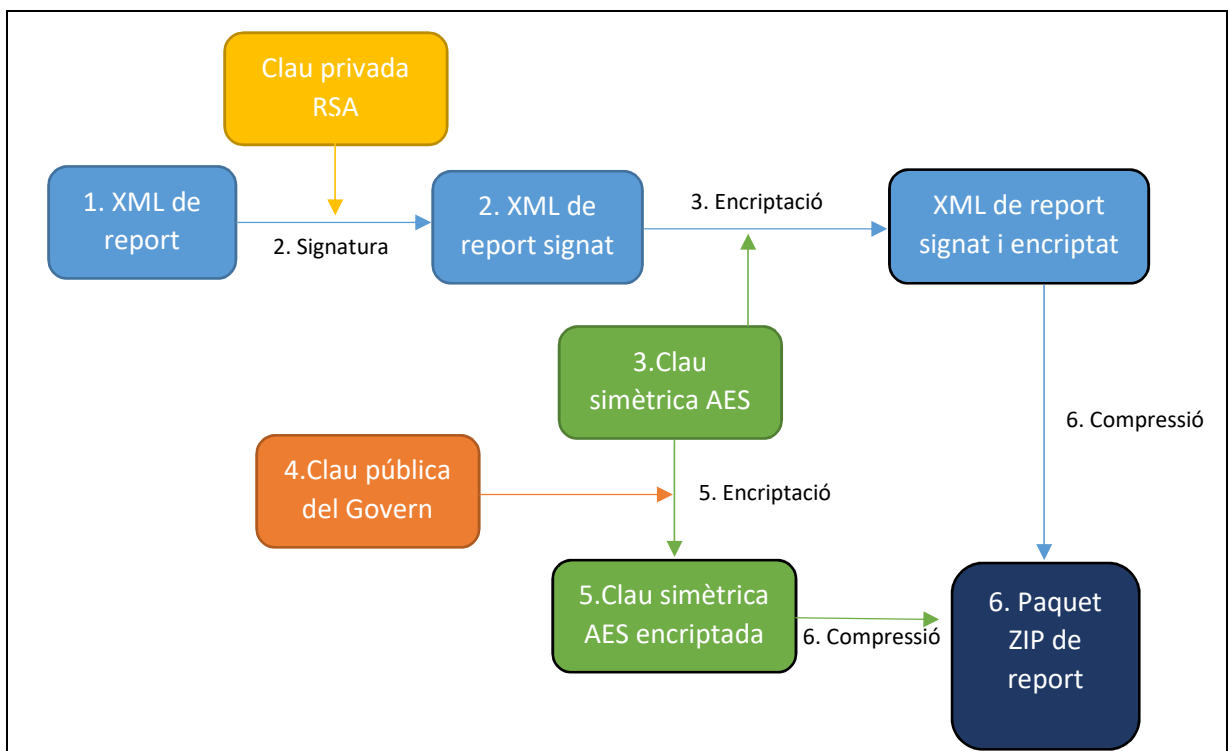 Clau privada
RSA
1. XML de
report
2. Signatura
2. XML de
report signat
3. Encriptació
XML de report
signat i encriptat
3.Clau
simètrica AES
6. Compressió
4.Clau pública
del Govern
5. Encriptació
5.Clau simètrica
AES encriptada
6. Compressió
6. Paquet
ZIP de
report